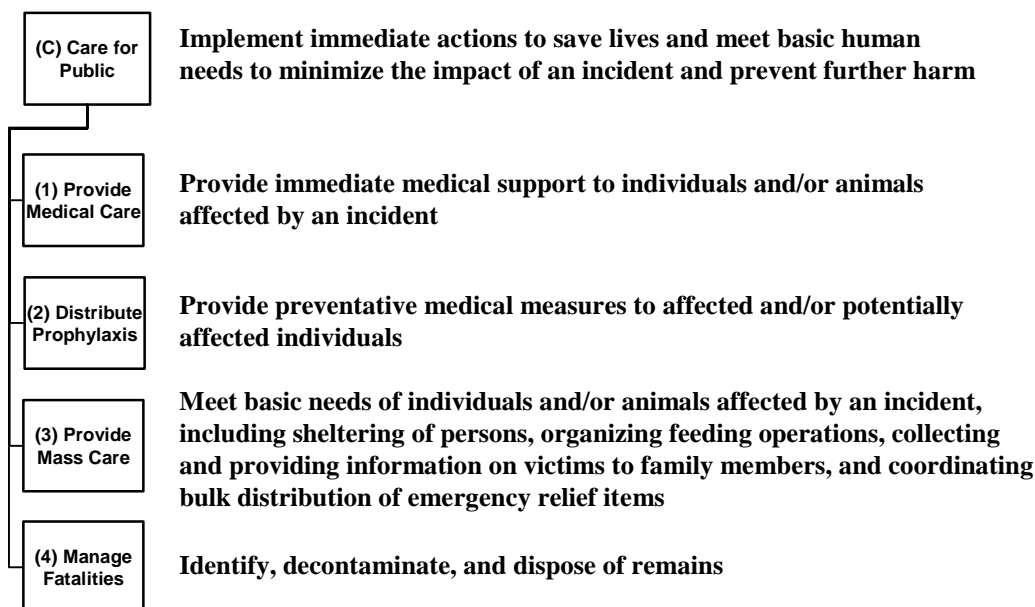 (C) Care for
Public
Implement immediate actions to save lives and meet basic human
needs to minimize the impact of an incident and prevent further harm
(1) Provide
Medical Care
Provide immediate medical support to individuals and/or animals
affected by an incident
(2) Distribute
Prophylaxis
Provide preventative medical measures to affected and/or potentially
affected individuals
(3) Provide
Mass Care
Meet basic needs of individuals and/or animals affected by an incident,
including sheltering of persons, organizing feeding operations, collecting
and providing information on victims to family members, and coordinating
bulk distribution of emergency relief items
(4) Manage
Fatalities
Identify, decontaminate, and dispose of remains